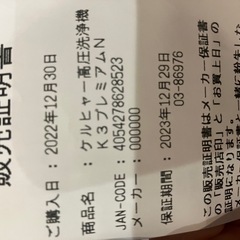 販売証明書
ご購入日：2022年12月30日
商品名：ケルヒャー高圧洗浄機
K3プレミアムN
JAN-CODE：4054278628523
メーカー：000000
保証期間：2023年12月29日
03-86976
この販売証明書はメーカー保証書
の「販売店印」と「お買上日」の
証明になります。